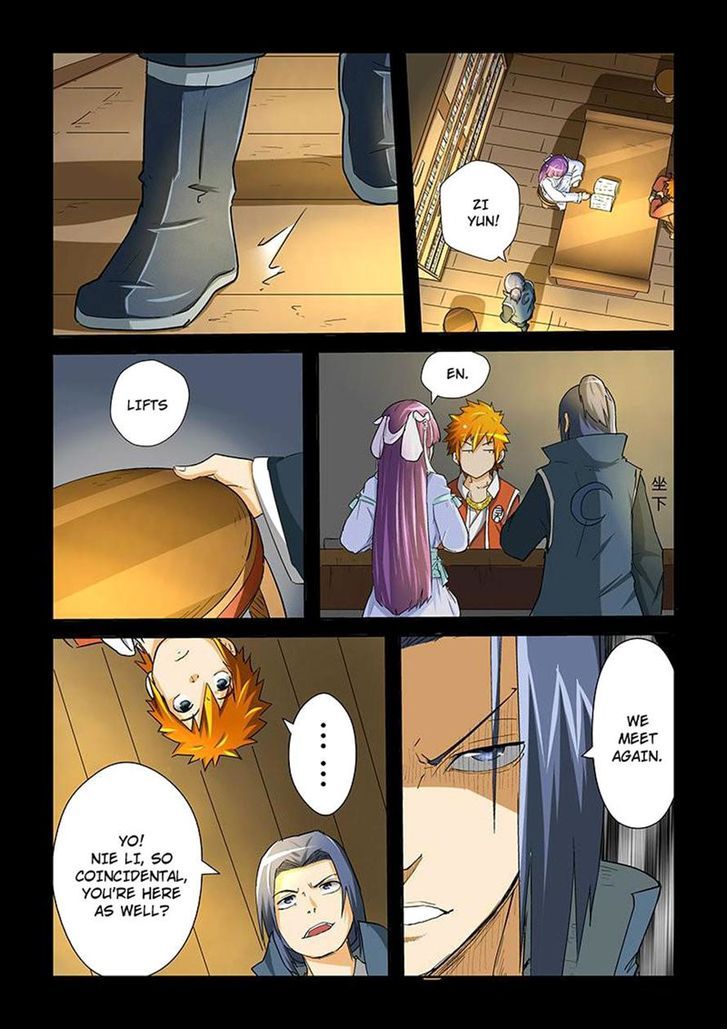 ZI
YUN!
LIFTS
EN.
坐
下
WE
MEET
AGAIN.
YO!
NIE LI, SO
COINCIDENTAL,
YOU'RE HERE
AS WELL?